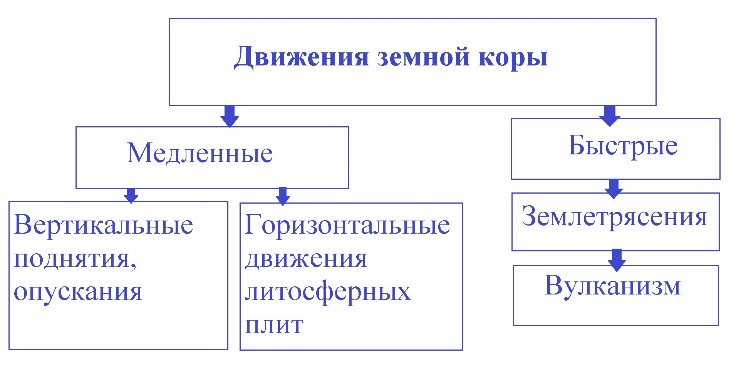 Движения земной коры
Медленные
Быстрые
Вертикальные
поднятия,
опускания
Горизонтальные
движения
литосферных
плит
Землетрясения
Вулканизм